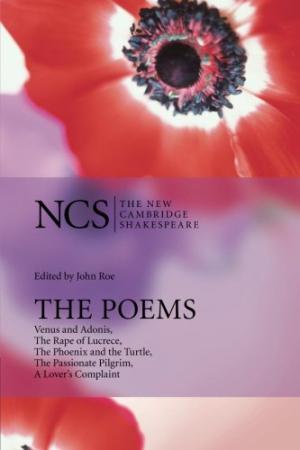 NCS THE NEW
CAMBRIDGE
SHAKESPEARE
Edited by John Roe
THE POEMS
Venus and Adonis,
The Rape of Lucrece,
The Phoenix and the Turtle,
The Passionate Pilgrim,
A Lover's Complaint